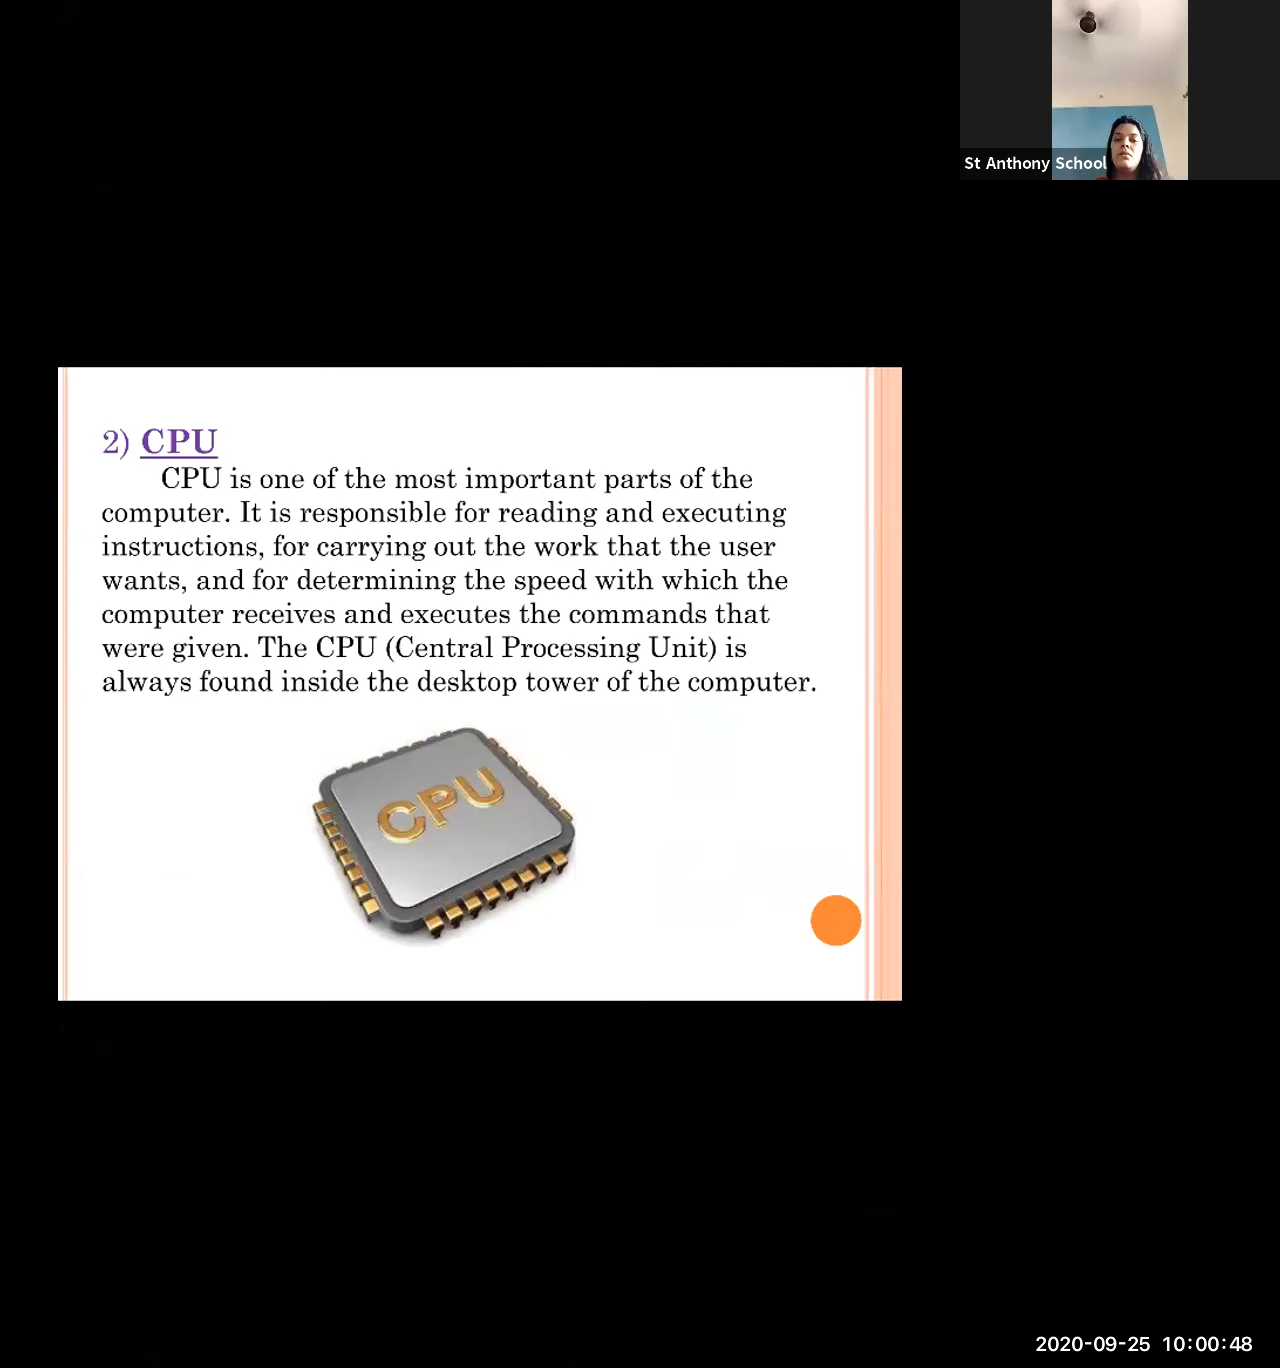 St Anthony School
2) CPU
CPU is one of the most important parts of the
computer. It is responsible for reading and executing
instructions, for carrying out the work that the user
wants, and for determining the speed with which the
computer receives and executes the commands that
were given. The CPU (Central Processing Unit) is
always found inside the desktop tower of the computer.
CPU
2020-09-25 10:00:48